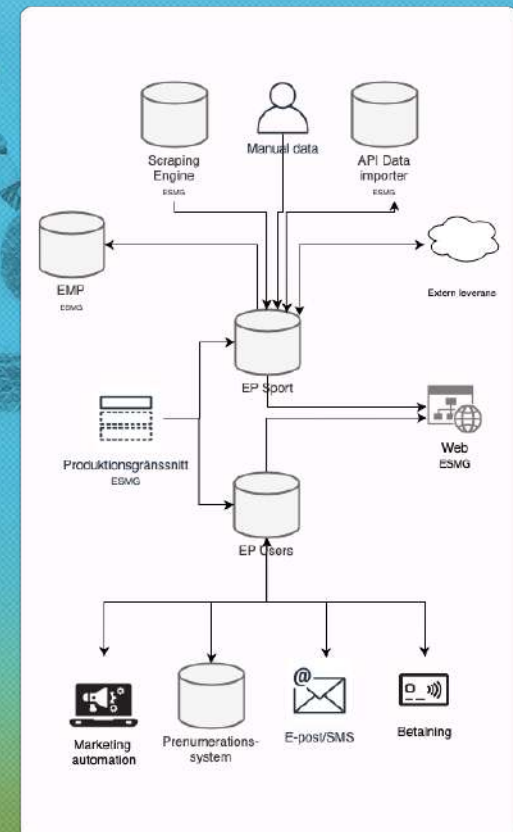 Scraping
Engine
ESMG
Manual data
API Data
importer
ESMG
EMP
ESMG
Extern leverans
EP Sport
Produktionsgränssnitt
ESMG
Web
ESMG
EP Users
@
Marketing
automation
Prenumerations-
system
E-post/SMS
Betalning